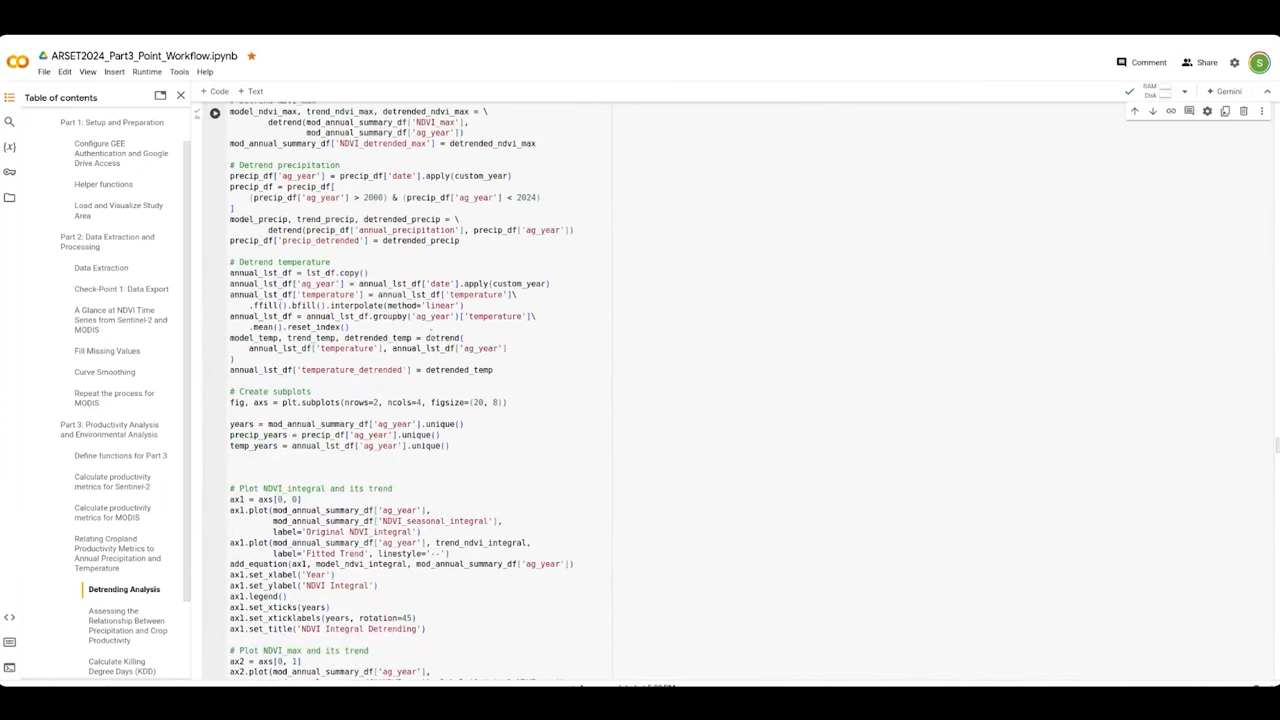 ARSET2024_Part3_Point_Workflow.ipynb
File Edit View Insert Runtime Tools Help
Comment
Share
Table of contents
Part 1: Setup and Preparation
Configure GEE
Authentication and Google
Drive Access
Helper functions
Load and Visualize Study
Area
Part 2: Data Extraction and
Processing
Data Extraction
Check-Point 1: Data Export
A Glance at NDVI Time
Series from Sentinel-2 and
MODIS
Fill Missing Values
Curve Smoothing
Repeat the process for
MODIS
Part 3: Productivity Analysis
and Environmental Analysis
Define functions for Part 3
Calculate productivity
metrics for Sentinel-2
Calculate productivity
metrics for MODIS
Relating Cropland
Productivity Metrics to
Annual Precipitation and
Temperature
Detrending Analysis
Assessing the
Relationship Between
Precipitation and Crop
Productivity
Calculate Killing
Degree Days (KDD)
+ Code + Text
RAM
Disk
Gemini
model_ndvi_max, trend_ndvi_max, detrended_ndvi_max = \
detrend(mod_annual_summary_df['NDVI_max'],
mod_annual_summary_df['ag_year'])
mod_annual_summary_df['NDVI_detrended_max'] = detrended_ndvi_max
# Detrend precipitation
precip_df['ag_year'] = precip_df['date'].apply(custom_year)
precip_df = precip_df[
(precip_df['ag_year'] > 2000) & (precip_df['ag_year'] < 2024)
]
model_precip, trend_precip, detrended_precip = \
detrend(precip_df['annual_precipitation'], precip_df['ag_year'])
precip_df['precip_detrended'] = detrended_precip
# Detrend temperature
annual_lst_df = lst_df.copy()
annual_lst_df['ag_year'] = annual_lst_df['date'].apply(custom_year)
annual_lst_df['temperature'] = annual_lst_df['temperature']\
.ffill().bfill().interpolate(method='linear')
annual_lst_df = annual_lst_df.groupby('ag_year')['temperature']\
.mean().reset_index()
model_temp, trend_temp, detrended_temp = detrend(
annual_lst_df['temperature'], annual_lst_df['ag_year']
)
annual_lst_df['temperature_detrended'] = detrended_temp
# Create subplots
fig, axs = plt.subplots(nrows=2, ncols=4, figsize=(20, 8))
years = mod_annual_summary_df['ag_year'].unique()
precip_years = precip_df['ag_year'].unique()
temp_years = annual_lst_df['ag_year'].unique()
# Plot NDVI_integral and its trend
ax1 = axs[0, 0]
ax1.plot(mod_annual_summary_df['ag_year'],
mod_annual_summary_df['NDVI_seasonal_integral'],
label='Original NDVI_integral')
ax1.plot(mod_annual_summary_df['ag_year'], trend_ndvi_integral,
label='Fitted Trend', linestyle='--')
add_equation(ax1, model_ndvi_integral, mod_annual_summary_df['ag_year'])
ax1.set_xlabel('Year')
ax1.set_ylabel('NDVI Integral')
ax1.legend()
ax1.set_xticks(years)
ax1.set_xticklabels(years, rotation=45)
ax1.set_title('NDVI Integral Detrending')
# Plot NDVI_max and its trend
ax2 = axs[0, 1]
ax2.plot(mod_annual_summary_df['ag_year'],